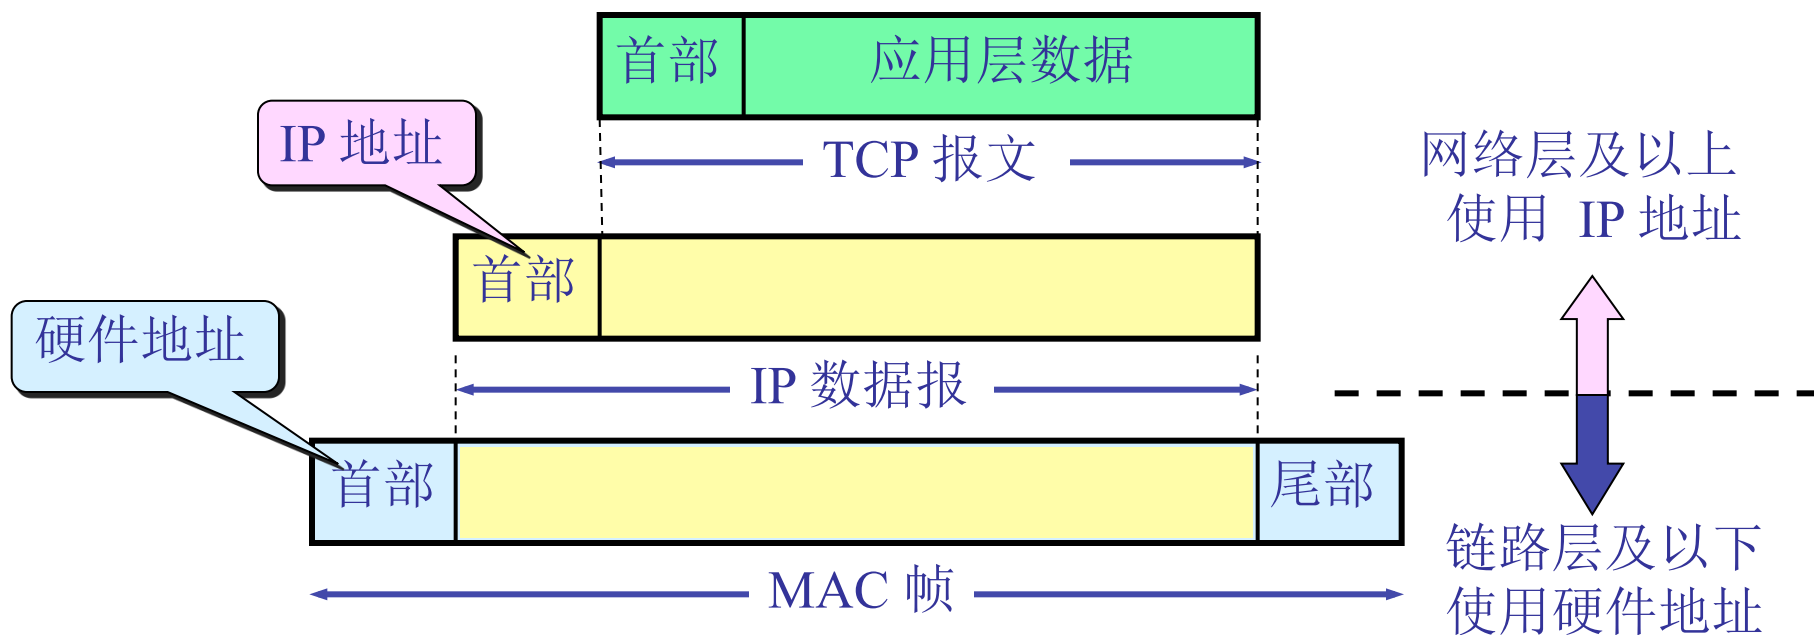 首部
应用层数据
IP 地址
TCP 报文
网络层及以上
使用 IP 地址
首部
硬件地址
IP 数据报
首部
尾部
链路层及以下
使用硬件地址
MAC 帧